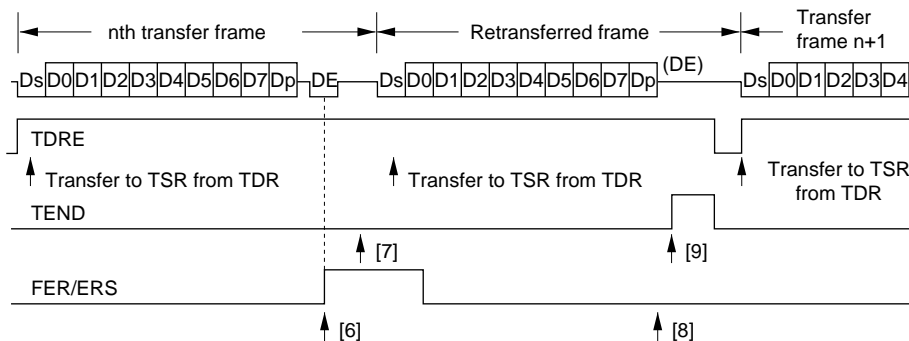 nth transfer frame
Retransferred frame
Transfer
frame n+1
Ds D0 D1 D2 D3 D4 D5 D6 D7 Dp DE Ds D0 D1 D2 D3 D4 D5 D6 D7 Dp (DE) Ds D0 D1 D2 D3 D4
TDRE
Transfer to TSR from TDR
Transfer to TSR from TDR
Transfer to TSR
from TDR
TEND
[7]
[9]
FER/ERS
[6]
[8]